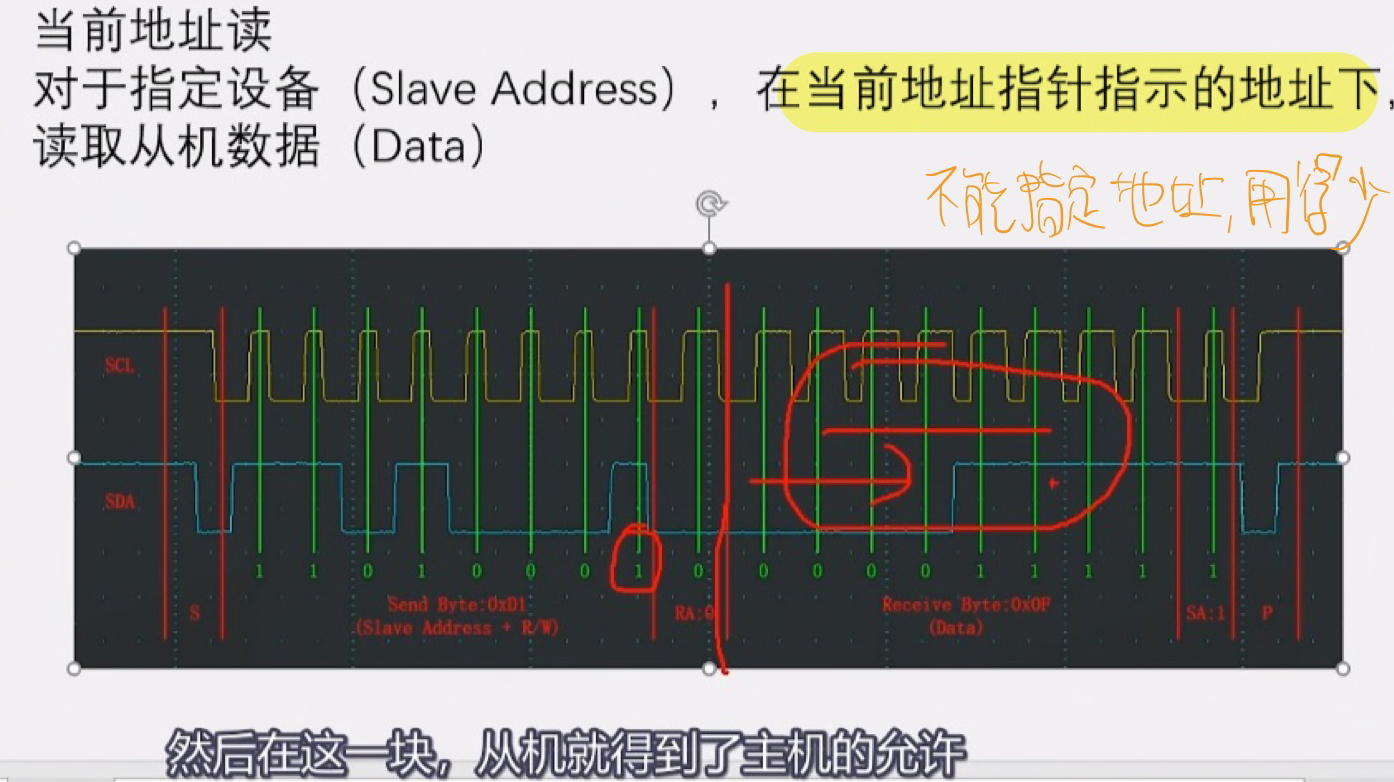 当前地址读
对于指定设备（Slave Address），在当前地址指针指示的地址下，
读取从机数据（Data）
不能指定地址,用得少
SCL
SDA
1 1 0 1 0 0 0 1 0 0 0 0 0 1 1 1 1 1
S Send Byte:0xD1 RA:0 Receive Byte:0x0F SA:1 P
(Slave Address + R/W) (Data)
然后在这一块，从机就得到了主机的允许